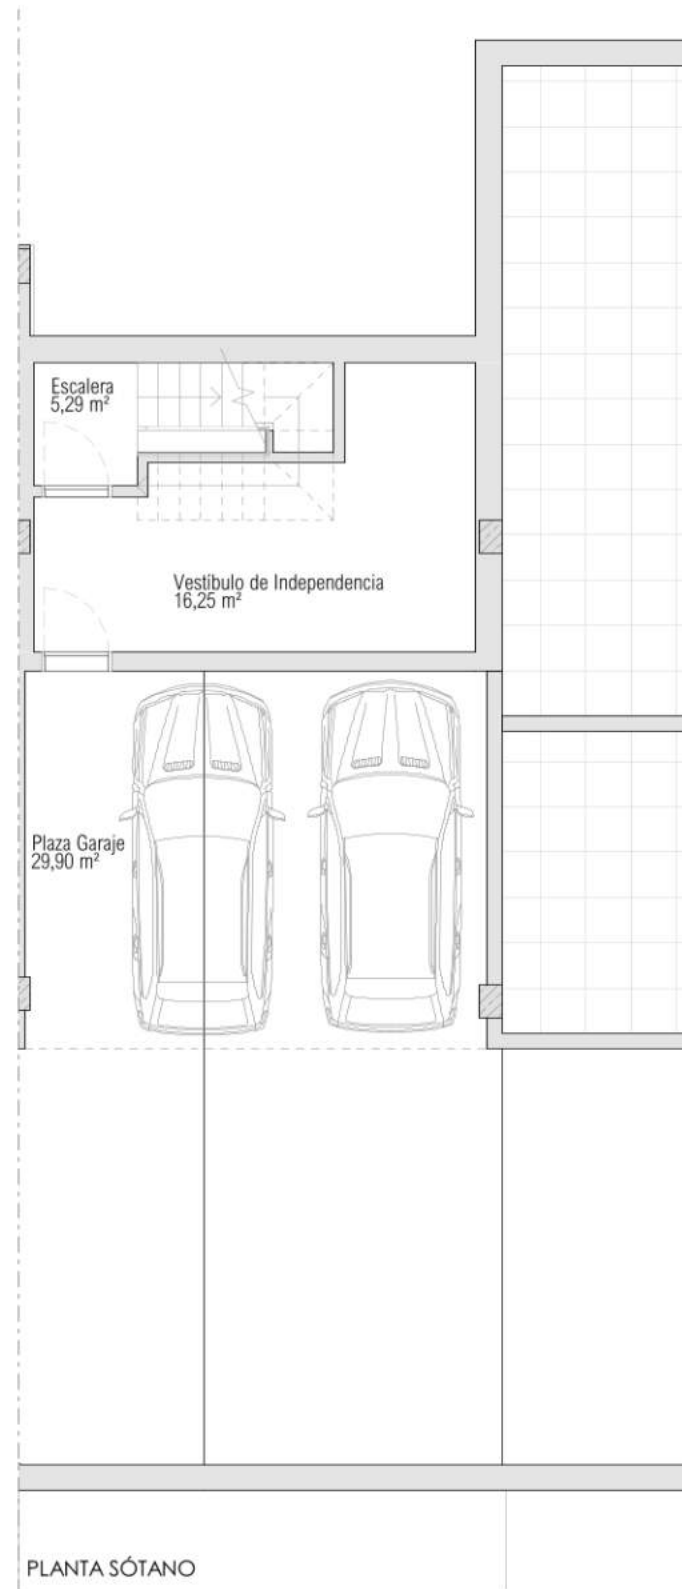 Escalera
5,29 m²
Vestíbulo de Independencia
16,25 m²
Plaza Garaje
29,90 m²
PLANTA SÓTANO